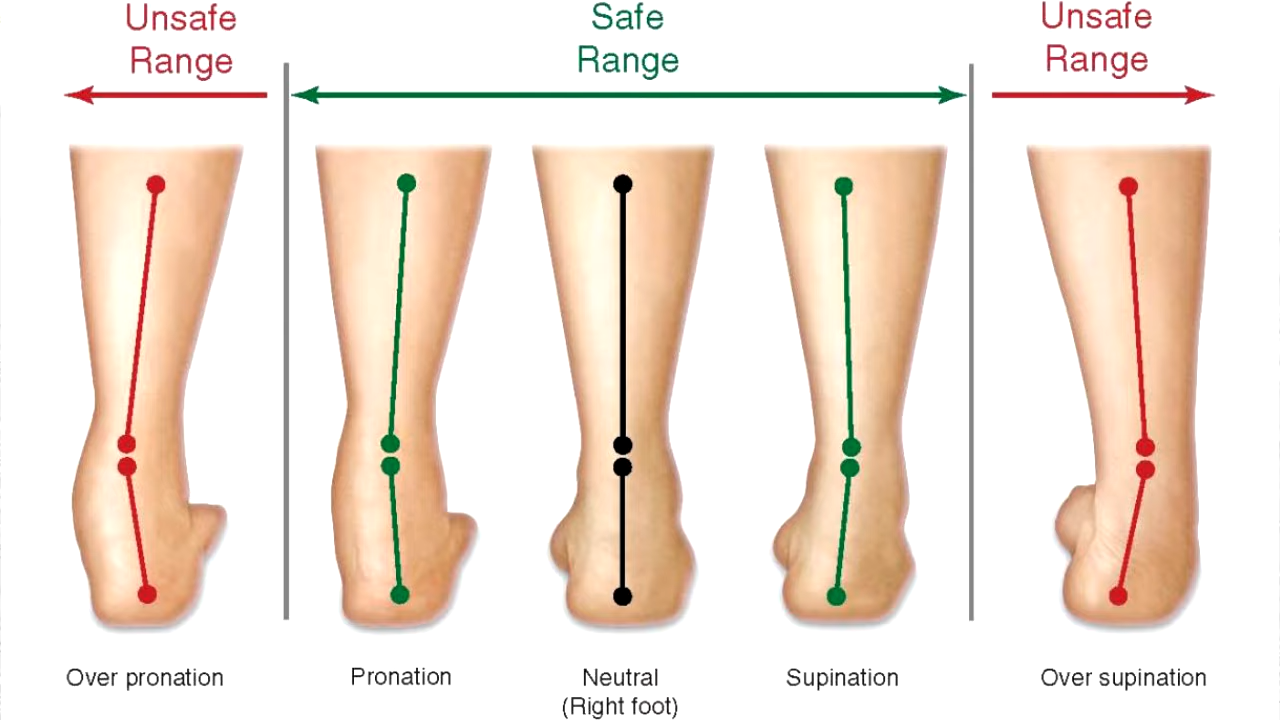 Unsafe
Range
Safe
Range
Unsafe
Range
Over pronation
Pronation
Neutral
(Right foot)
Supination
Over supination